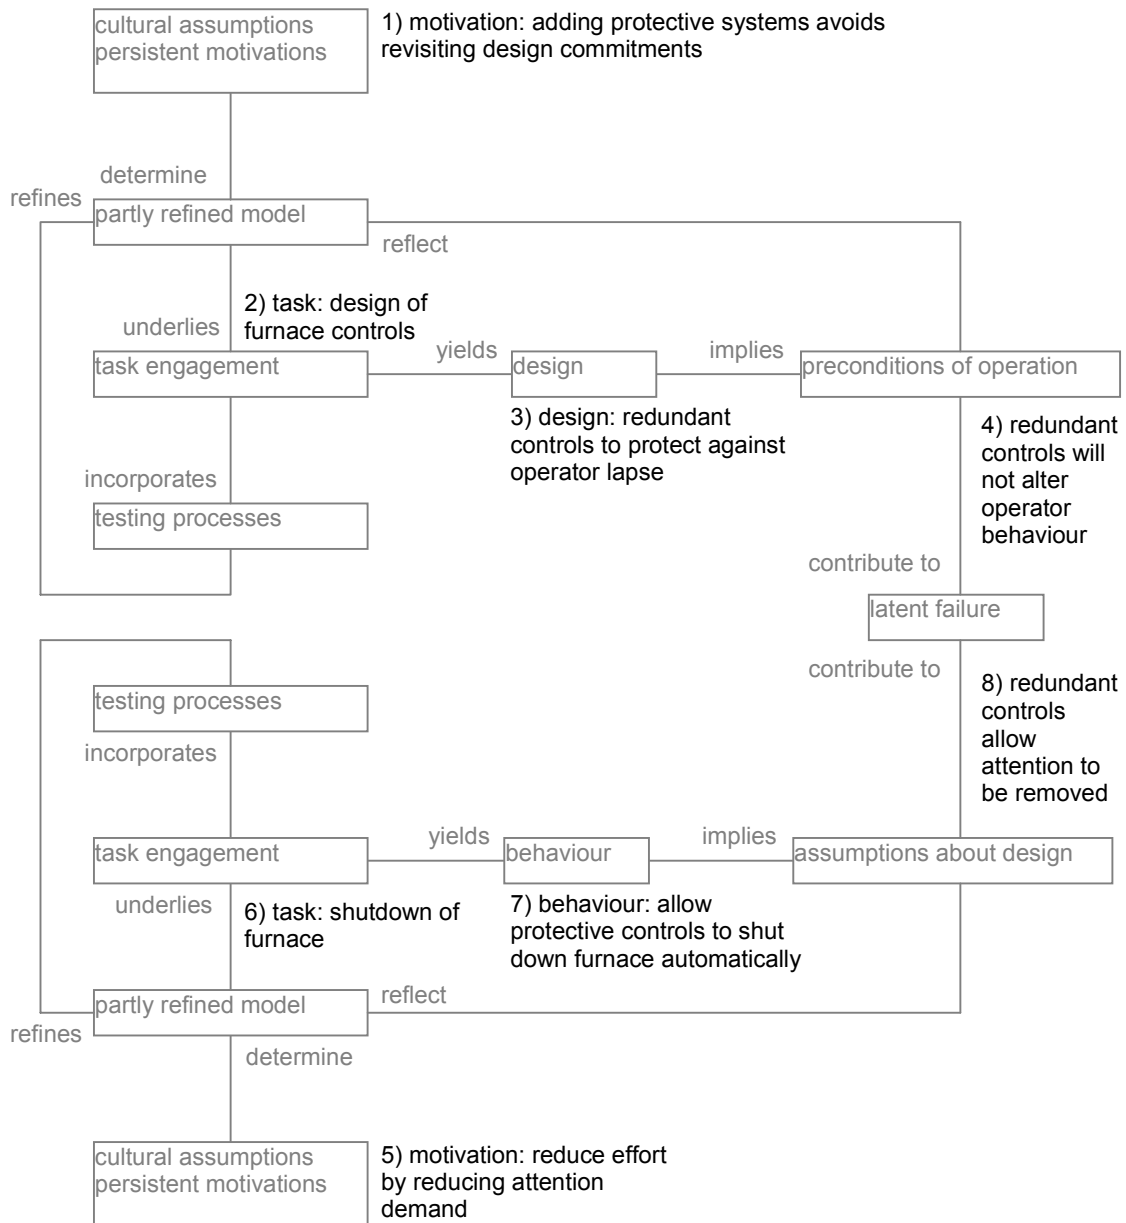 cultural assumptions
persistent motivations
1) motivation: adding protective systems avoids
revisiting design commitments
determine
refines
partly refined model
reflect
2) task: design of
furnace controls
underlies
yields
implies
task engagement
design
preconditions of operation
3) design: redundant
controls to protect against
operator lapse
4) redundant
controls will
not alter
operator
behaviour
incorporates
testing processes
contribute to
latent failure
contribute to
8) redundant
controls
allow
attention to
be removed
testing processes
incorporates
yields
implies
task engagement
behaviour
assumptions about design
underlies
6) task: shutdown of
furnace
7) behaviour: allow
protective controls to shut
down furnace automatically
partly refined model
reflect
refines
determine
cultural assumptions
persistent motivations
5) motivation: reduce effort
by reducing attention
demand